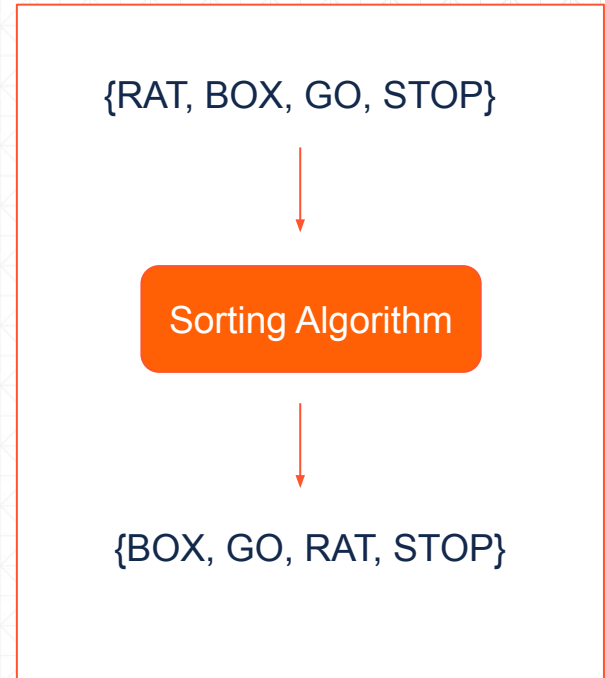 {RAT, BOX, GO, STOP}
Sorting Algorithm
{BOX, GO, RAT, STOP}